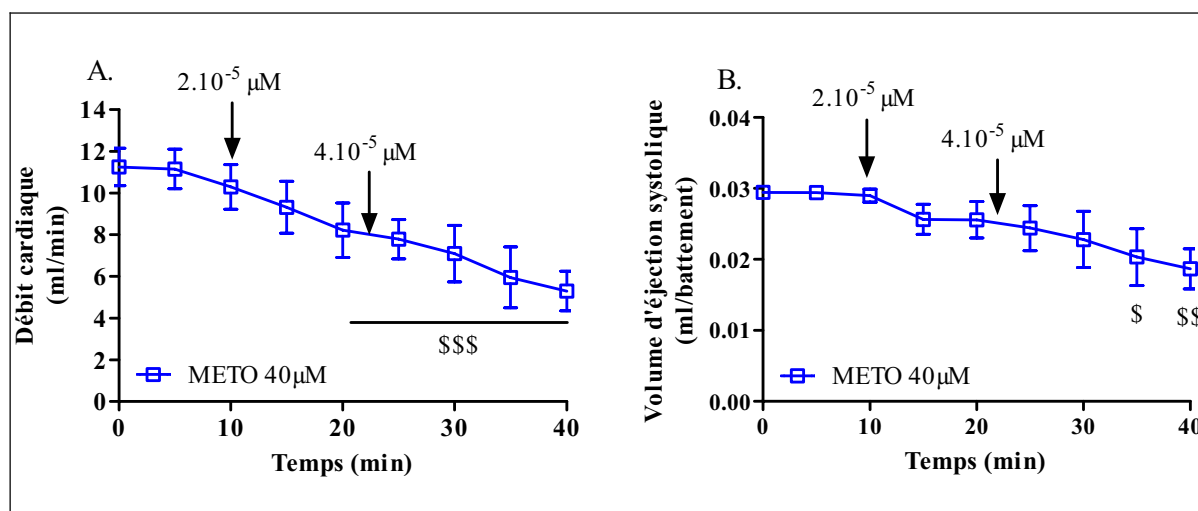 A.
2.10-5 μM
4.10-5 μM
Débit cardiaque
(ml/min)
14
12
10
8
6
4
2
0
$$$
METO 40μM
0
10
20
30
40
Temps (min)
B.
2.10-5 μM
4.10-5 μM
Volume d'éjection systolique
(ml/battement)
0.04
0.03
0.02
0.01
0.00
$
$$
METO 40μM
0
10
20
30
40
Temps (min)